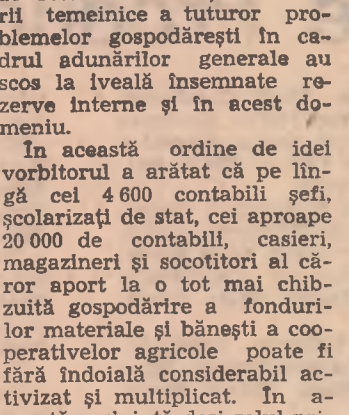 rii temeinice a tuturor pro-
blemelor gospodărești în ca-
drul adunărilor generale au
scos la iveală însemnate re-
zerve interne și în acest do-
meniu.
În această ordine de idei
vorbitorul a arătat că pe lîn-
gă cei 4 600 contabili șefi,
școlarizați de stat, cei aproape
20 000 de contabili, casieri,
magazineri și socotitori al că-
ror aport la o tot mai chib-
zuită gospodărire a fonduri-
lor materiale și bănești a coo-
perativelor agricole poate fi
fără îndoială considerabil ac-
tivizat și multiplicat. În a-